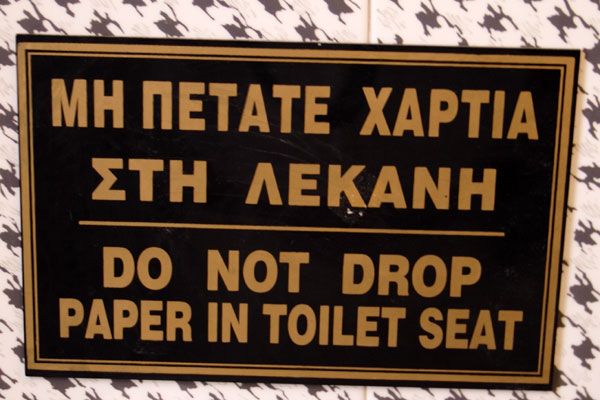 ΜΗ ΠΕΤΑΤΕ ΧΑΡΤΙΑ
ΣΤΗ ΛΕΚΑΝΗ
DO NOT DROP
PAPER IN TOILET SEAT